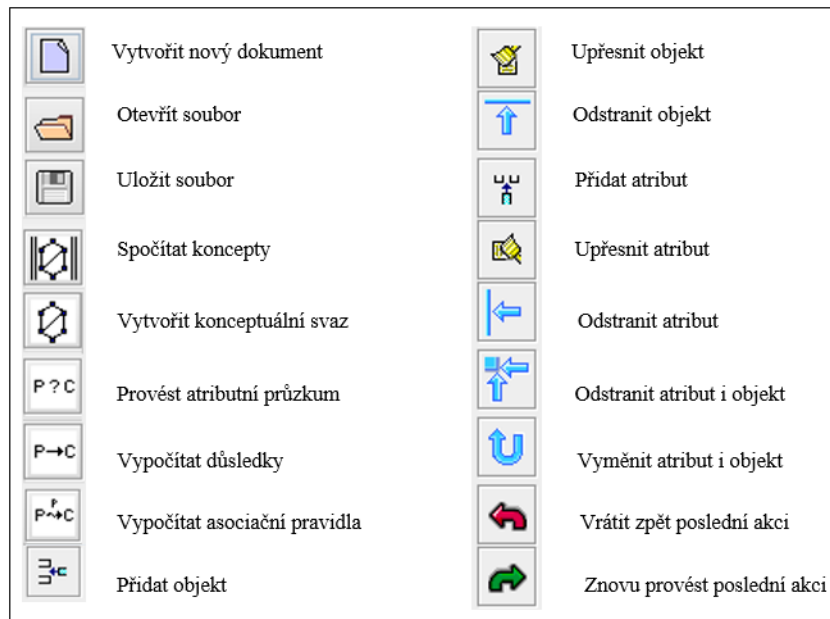 Vytvořit nový dokument
Otevřít soubor
Uložit soubor
Spočítat koncepty
Vytvořit konceptuální svaz
P?C
Provést atributní průzkum
P→C
Vypočítat důsledky
P
P⤳C
Vypočítat asociační pravidla
Přidat objekt
Upřesnit objekt
Odstranit objekt
Přidat atribut
Upřesnit atribut
Odstranit atribut
Odstranit atribut i objekt
Vyměnit atribut i objekt
Vrátit zpět poslední akci
Znovu provést poslední akci